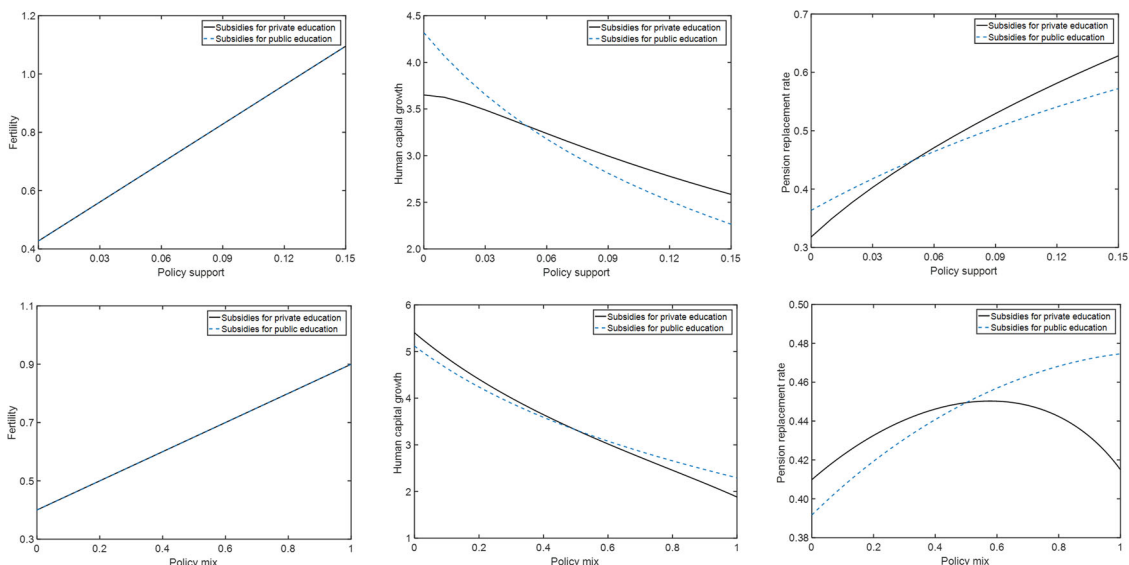 1.2
1.0
0.8
0.6
0.4
Fertility
Subsidies for private education
Subsidies for public education
0 0.03 0.06 0.09 0.12 0.15
Policy support
4.5
4.0
3.5
3.0
2.5
2.0
Human capital growth
Subsidies for private education
Subsidies for public education
0 0.03 0.06 0.09 0.12 0.15
Policy support
0.7
0.6
0.5
0.4
0.3
Pension replacement rate
Subsidies for private education
Subsidies for public education
0 0.03 0.06 0.09 0.12 0.15
Policy support
1.1
0.9
0.7
0.5
0.3
Fertility
Subsidies for private education
Subsidies for public education
0 0.2 0.4 0.6 0.8 1
Policy mix
6
5
4
3
2
1
Human capital growth
Subsidies for private education
Subsidies for public education
0 0.2 0.4 0.6 0.8 1
Policy mix
0.50
0.48
0.46
0.44
0.42
0.40
0.38
Pension replacement rate
Subsidies for private education
Subsidies for public education
0 0.2 0.4 0.6 0.8 1
Policy mix